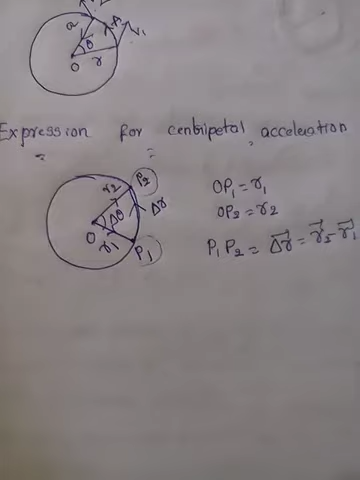 a
θ
r
O
V₁
Expression for centripetal acceleration
P₂
r₂
Δθ
Δr
O
r₁
P₁
OP₁ = r₁
OP₂ = r₂
P₁P₂ = Δr⃗ = r⃗₂ - r⃗₁